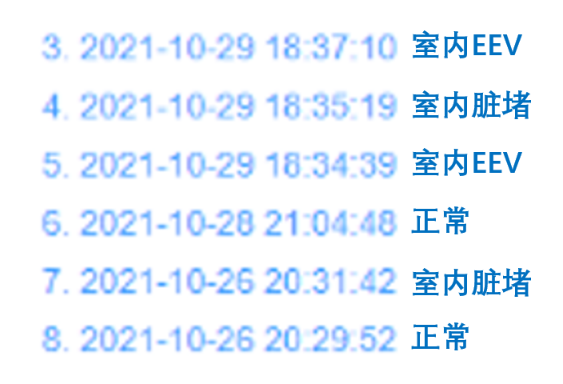 3. 2021-10-29 18:37:10 室内EEV
4. 2021-10-29 18:35:19 室内脏堵
5. 2021-10-29 18:34:39 室内EEV
6. 2021-10-28 21:04:48 正常
7. 2021-10-26 20:31:42 室内脏堵
8. 2021-10-26 20:29:52 正常